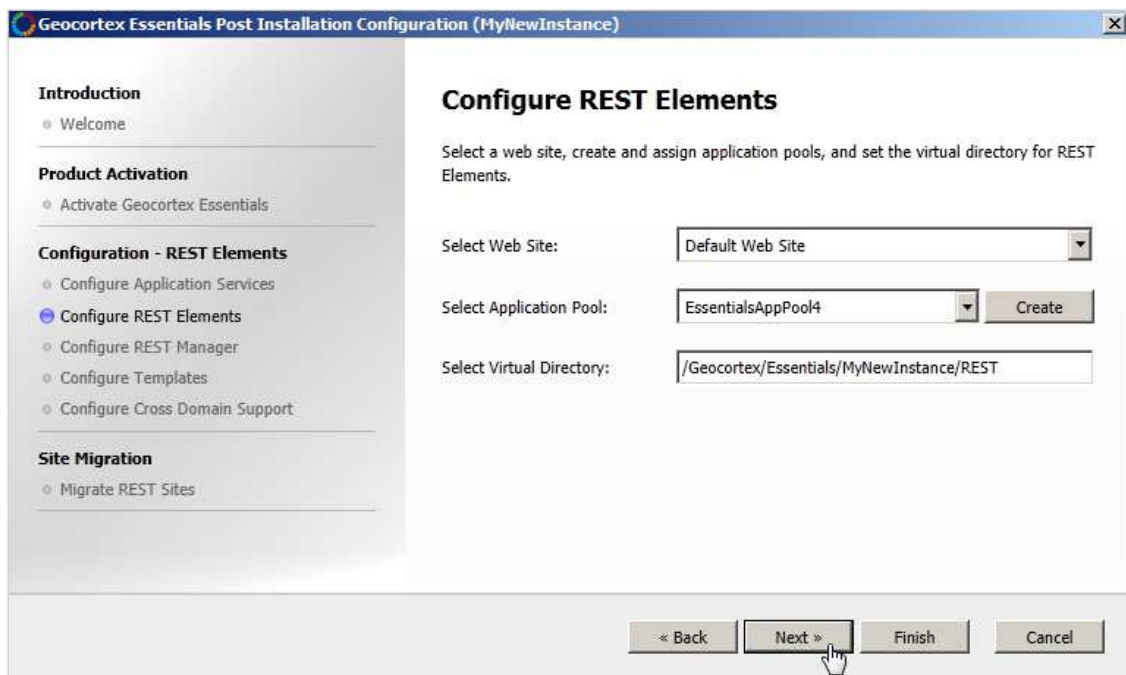 Geocortex Essentials Post Installation Configuration (MyNewInstance)
Introduction
Welcome
Product Activation
Activate Geocortex Essentials
Configuration - REST Elements
Configure Application Services
Configure REST Elements
Configure REST Manager
Configure Templates
Configure Cross Domain Support
Site Migration
Migrate REST Sites
Configure REST Elements
Select a web site, create and assign application pools, and set the virtual directory for REST
Elements.
Select Web Site: Default Web Site
Select Application Pool: EssentialsAppPool4 Create
Select Virtual Directory: /Geocortex/Essentials/MyNewInstance/REST
« Back Next » Finish Cancel